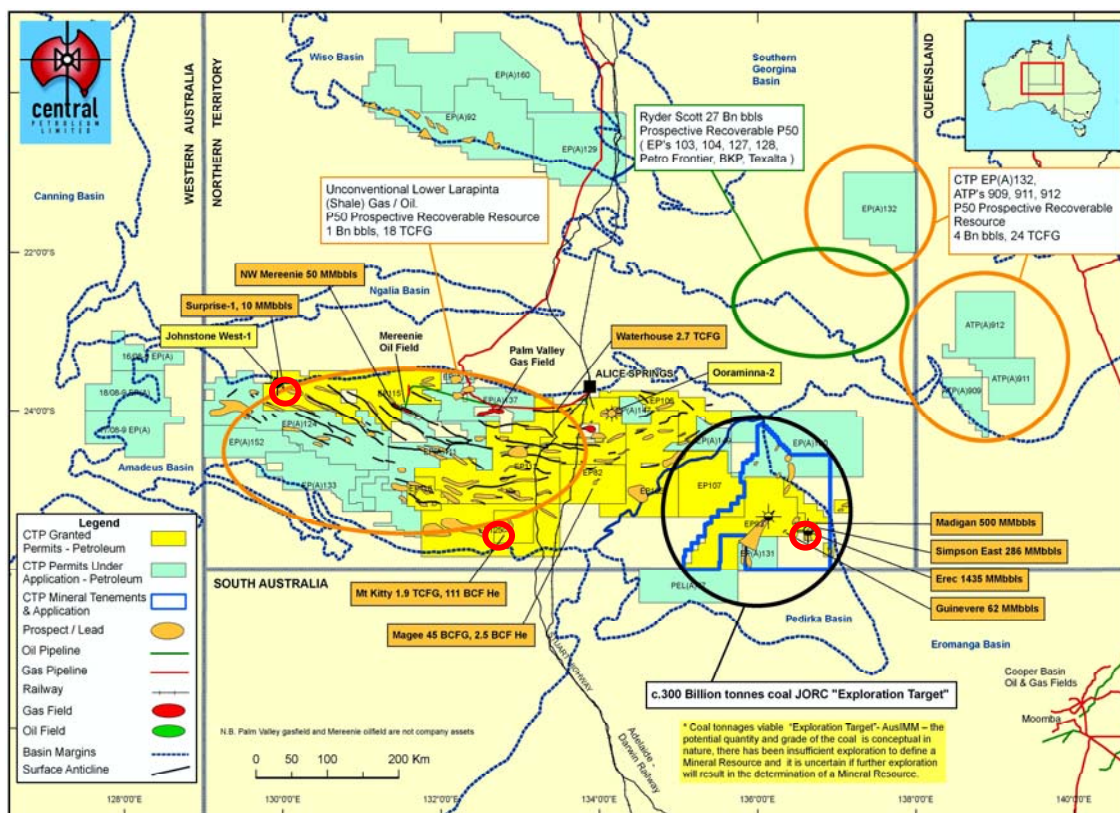 central
PETROLEUM
LIMITED
WESTERN AUSTRALIA
NORTHERN TERRITORY
Wiso Basin
EP(A)160
EP(A)92
EP(A)129
Southern
Georgina
Basin
QUEENSLAND
Canning Basin
Ryder Scott 27 Bn bbls
Prospective Recoverable P50
( EP's 103, 104, 127, 128,
Petro Frontier, BKP, Texalta )
CTP EP(A)132,
ATP's 909, 911, 912
P50 Prospective Recoverable
Resource
4 Bn bbls, 24 TCFG
EP(A)132
Unconventional Lower Larapinta
(Shale) Gas / Oil.
P50 Prospective Recoverable Resource
1 Bn bbls, 18 TCFG
22°0'0"S
NW Mereenie 50 MMbbls
Surprise-1, 10 MMbbls
Ngalia Basin
Johnstone West-1
Mereenie
Oil Field
Palm Valley
Gas Field
Waterhouse 2.7 TCFG
ALICE SPRINGS
Ooraminna-2
ATP(A)912
ATP(A)911
ATP(A)909
24°0'0"S
EP115
EP(A)137
EP(A)147
EP(A)124
EP(A)152
EP(A)111
EP(A)133
EP82
EP107
EP(A)131
PEL(A)77
Amadeus Basin
Legend
CTP Granted
Permits - Petroleum
CTP Permits Under
Application - Petroleum
CTP Mineral Tenements
& Application
Prospect / Lead
Oil Pipeline
Gas Pipeline
Railway
Gas Field
Oil Field
Basin Margins
Surface Anticline
SOUTH AUSTRALIA
Mt Kitty 1.9 TCFG, 111 BCF He
Magee 45 BCFG, 2.5 BCF He
Madigan 500 MMbbls
Simpson East 286 MMbbls
Erec 1435 MMbbls
Guinevere 62 MMbbls
Pedirka Basin
Eromanga Basin
STUART HIGHWAY
Adelaide -
Darwin Railway
c.300 Billion tonnes coal JORC "Exploration Target"
Cooper Basin
Oil & Gas Fields
Moomba
* Coal tonnages viable "Exploration Target"- AusIMM – the
potential quantity and grade of the coal is conceptual in
nature, there has been insufficient exploration to define a
Mineral Resource and it is uncertain if further exploration
will result in the determination of a Mineral Resource.
N.B. Palm Valley gasfield and Mereenie oilfield are not company assets
0 50 100 200 Km
128°0'0"E
130°0'0"E
132°0'0"E
134°0'0"E
136°0'0"E
138°0'0"E
140°0'0"E